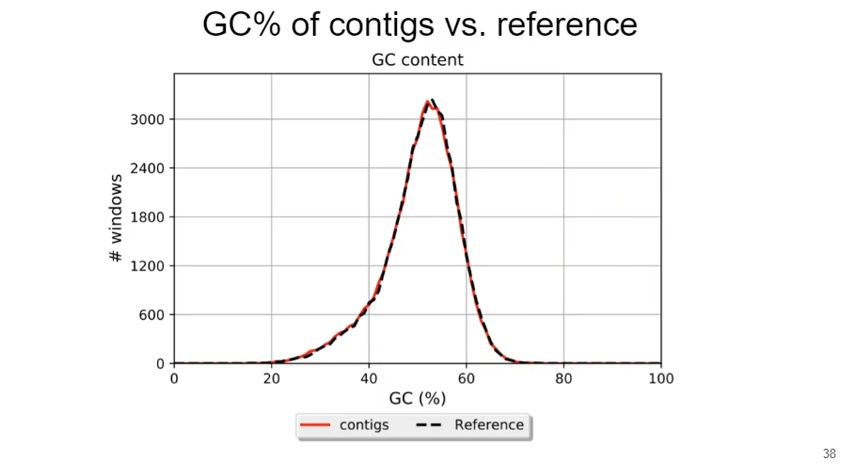 GC% of contigs vs. reference
GC content
3000
2400
1800
1200
600
0
# windows
0 20 40 60 80 100
GC (%)
contigs Reference
38